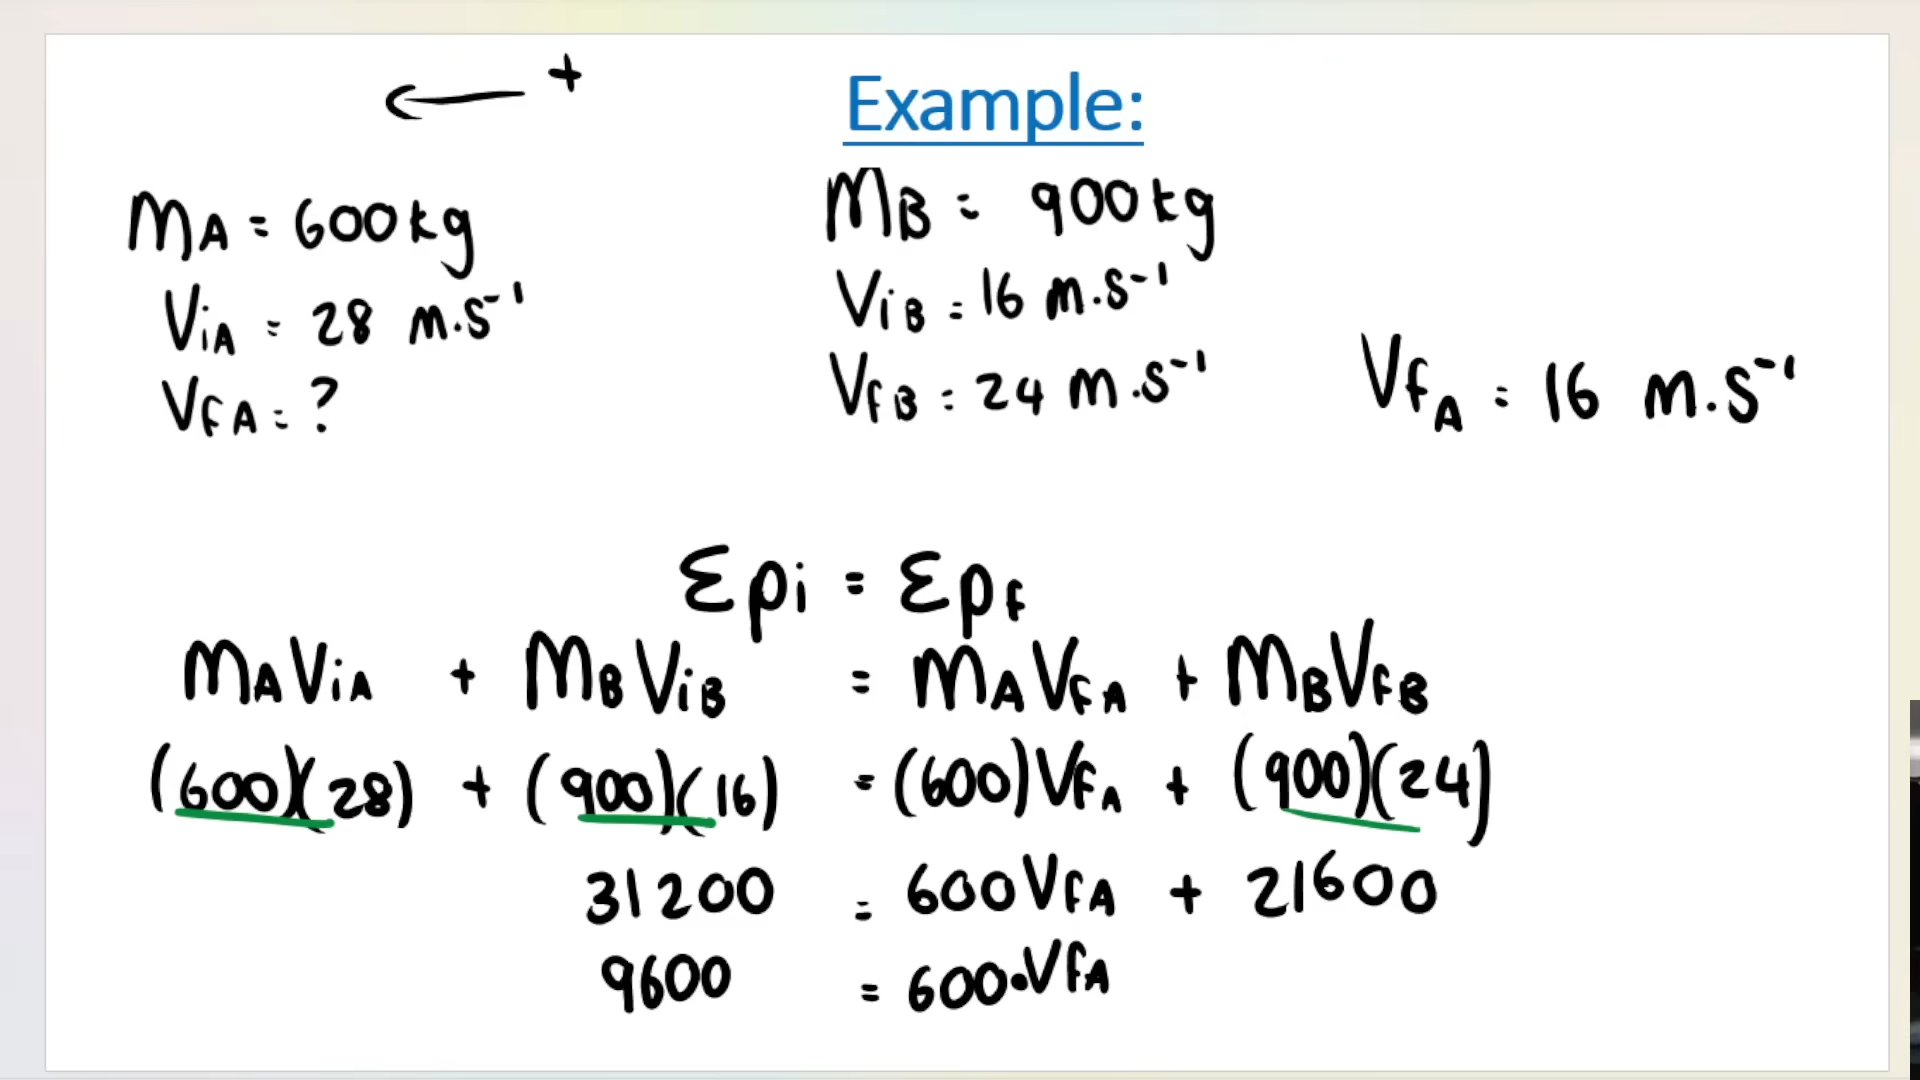 +
Example:
MA = 600kg
ViA = 28 m.s⁻¹
VfA = ?
MB = 900kg
ViB = 16 m.s⁻¹
VfB = 24 m.s⁻¹
VfA = 16 m.s⁻¹
Σpi = Σpf
MAViA + MBViB = MAVfA + MBVfB
(600)(28) + (900)(16) = (600)VfA + (900)(24)
31200 = 600VfA + 21600
9600 = 600•VfA